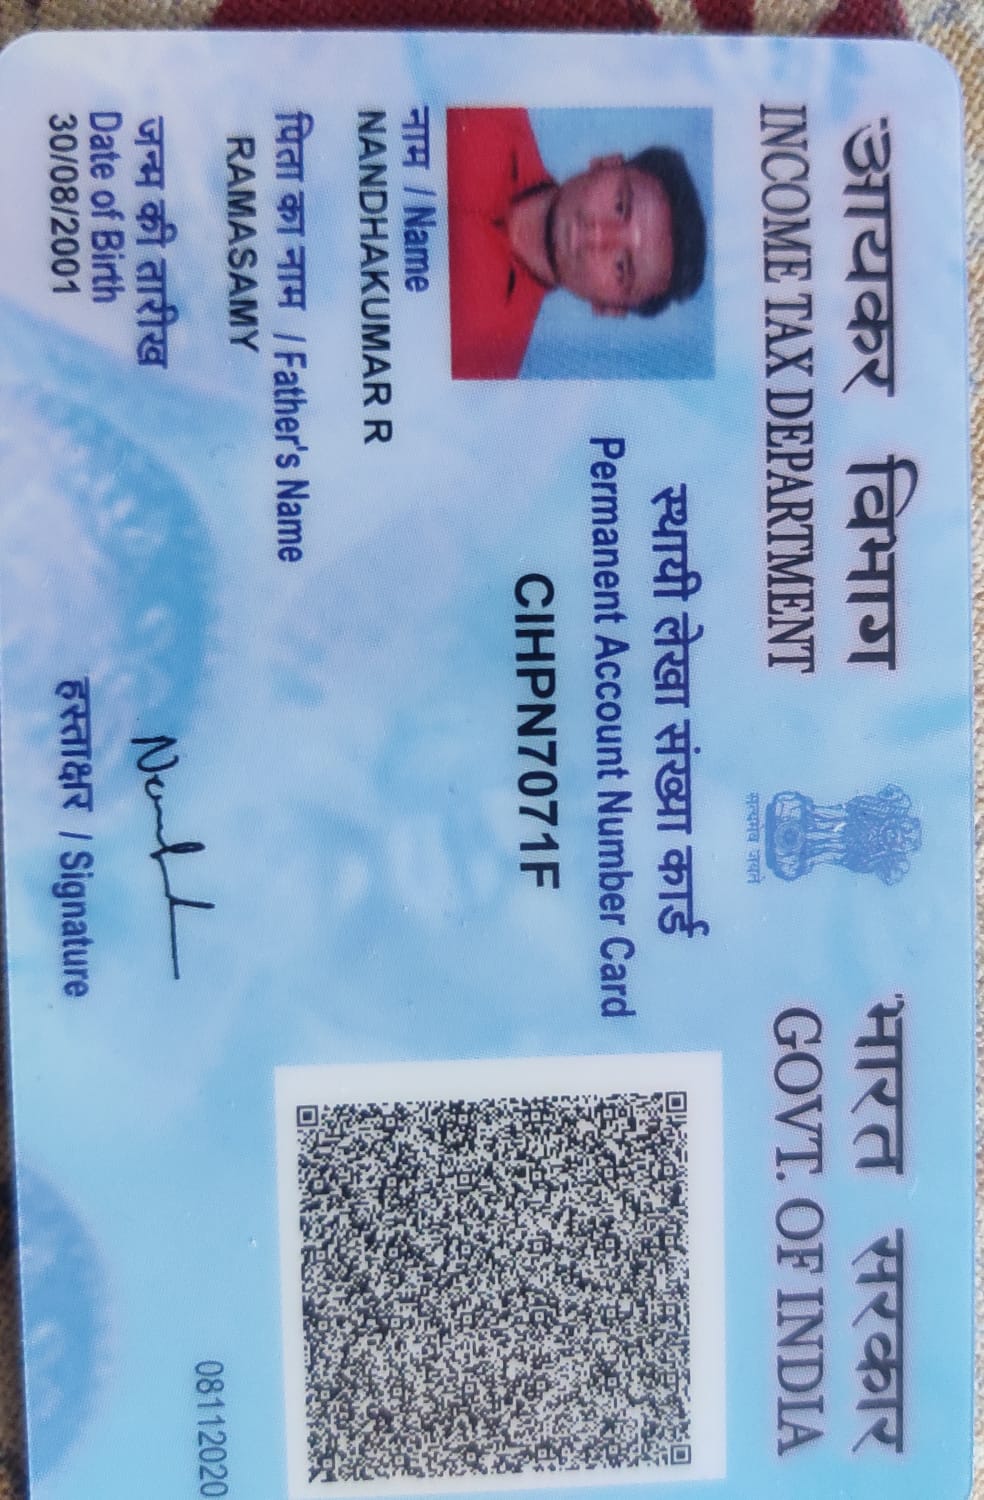 आयकर विभाग
INCOME TAX DEPARTMENT
सत्यमेव जयते
भारत सरकार
GOVT. OF INDIA
स्थायी लेखा संख्या कार्ड
Permanent Account Number Card
CIHPN7071F
नाम / Name
NANDHAKUMAR R
पिता का नाम / Father's Name
RAMASAMY
जन्म की तारीख
Date of Birth
30/08/2001
हस्ताक्षर / Signature
08112020